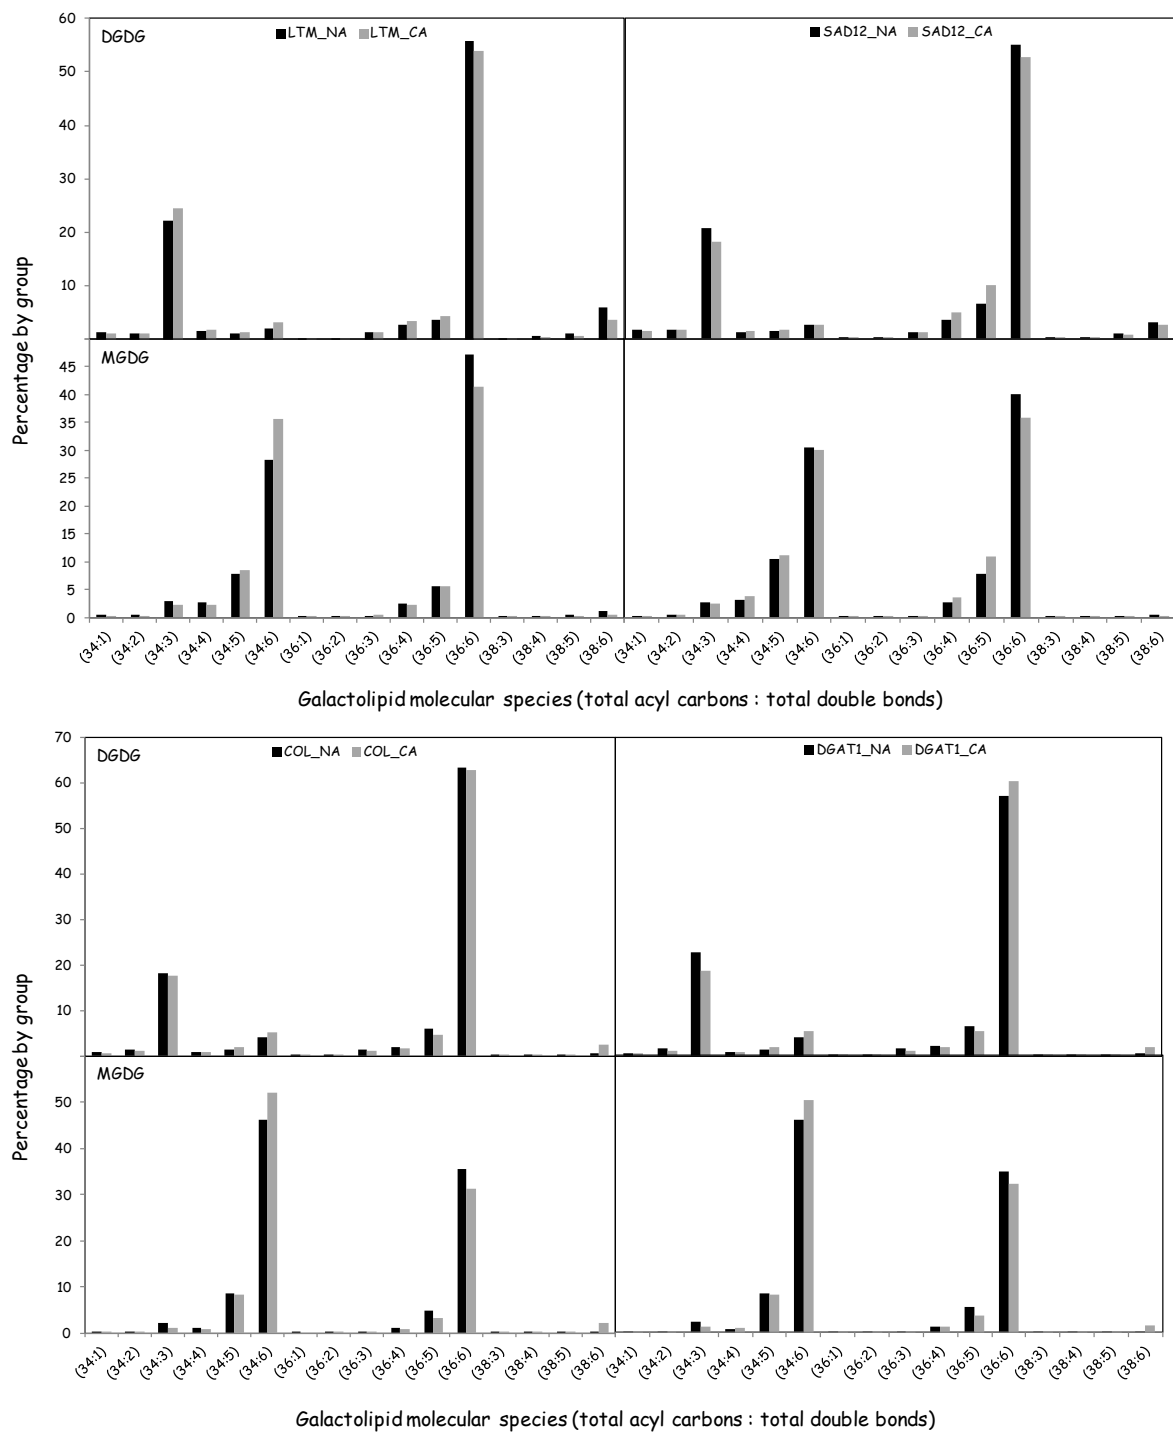 60
DGDG
LTM_NA LTM_CA
SAD12_NA SAD12_CA
50
40
30
20
10
MGDG
45
40
35
30
25
20
15
10
5
0
Percentage by group
(34:1) (34:2) (34:3) (34:4) (34:5) (34:6) (36:1) (36:2) (36:3) (36:4) (36:5) (36:6) (38:3) (38:4) (38:5) (38:6) (34:1) (34:2) (34:3) (34:4) (34:5) (34:6) (36:1) (36:2) (36:3) (36:4) (36:5) (36:6) (38:3) (38:4) (38:5) (38:6)
Galactolipid molecular species (total acyl carbons : total double bonds)
70
DGDG
COL_NA COL_CA
DGAT1_NA DGAT1_CA
60
50
40
30
20
10
MGDG
50
40
30
20
10
0
Percentage by group
(34:1) (34:2) (34:3) (34:4) (34:5) (34:6) (36:1) (36:2) (36:3) (36:4) (36:5) (36:6) (38:3) (38:4) (38:5) (38:6) (34:1) (34:2) (34:3) (34:4) (34:5) (34:6) (36:1) (36:2) (36:3) (36:4) (36:5) (36:6) (38:3) (38:4) (38:5) (38:6)
Galactolipid molecular species (total acyl carbons : total double bonds)